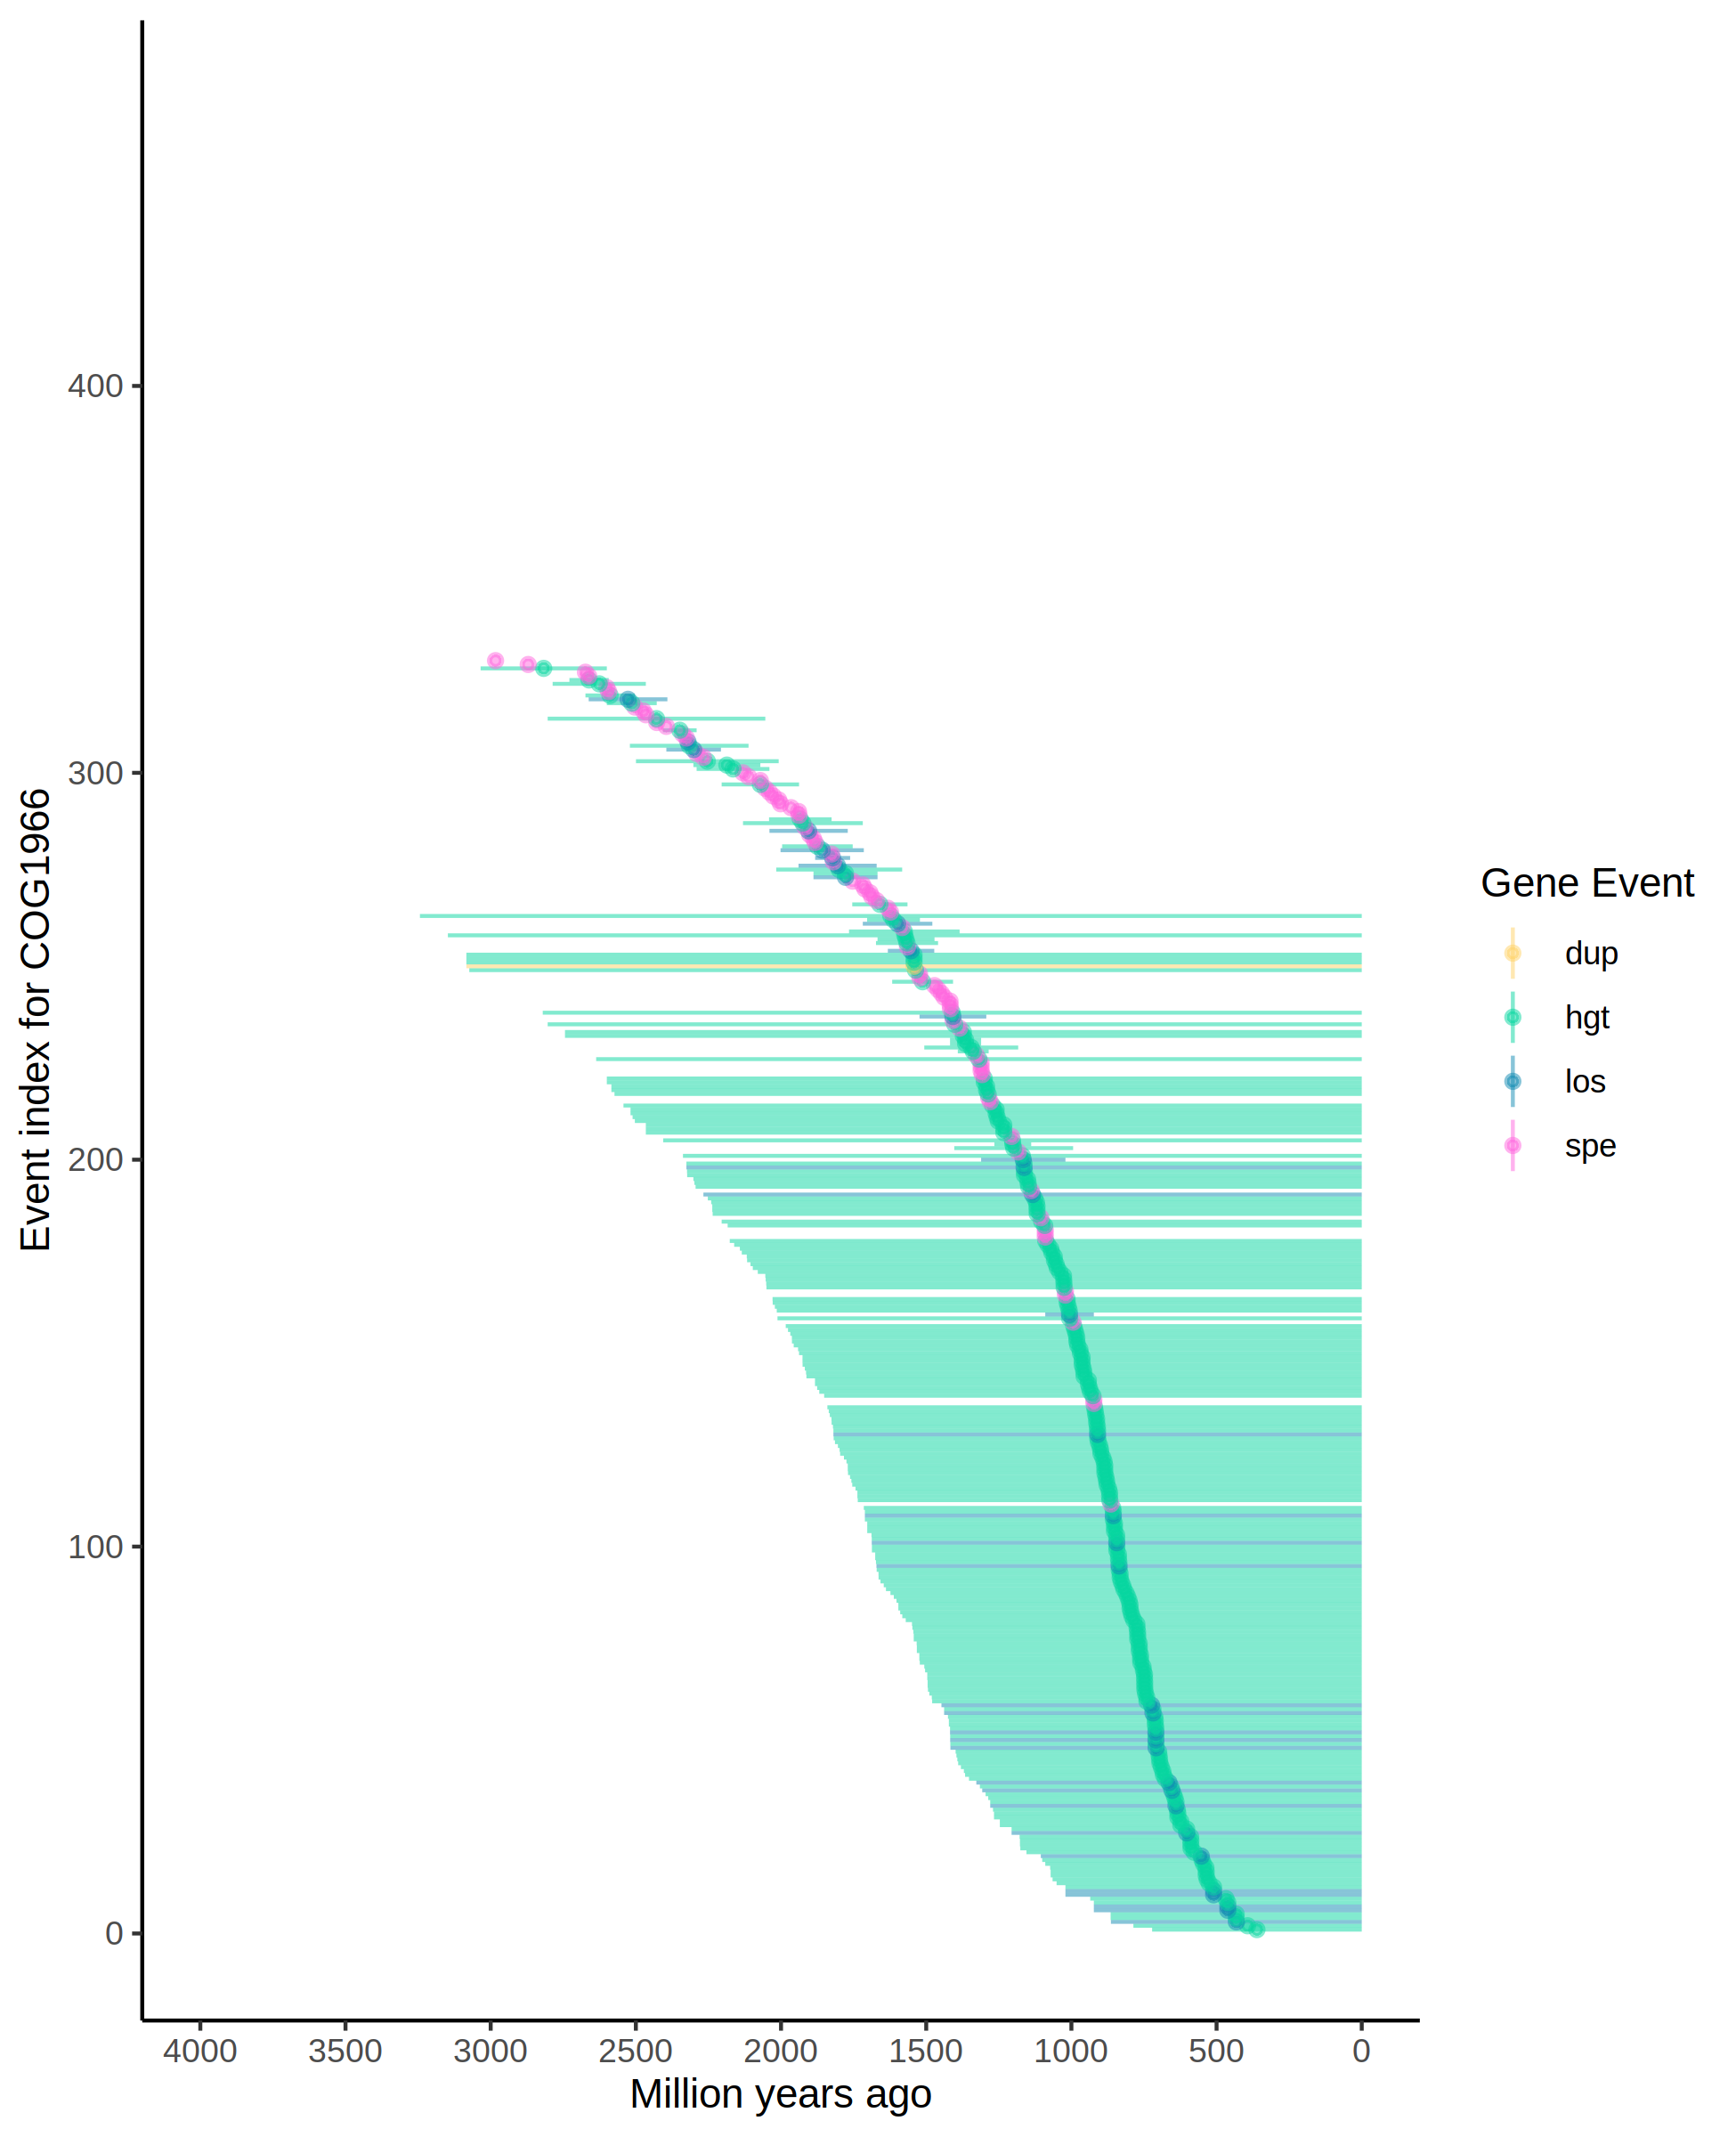 Event index for COG1966
400
300
200
100
0
4000 3500 3000 2500 2000 1500 1000 500 0
Million years ago
Gene Event
dup
hgt
los
spe